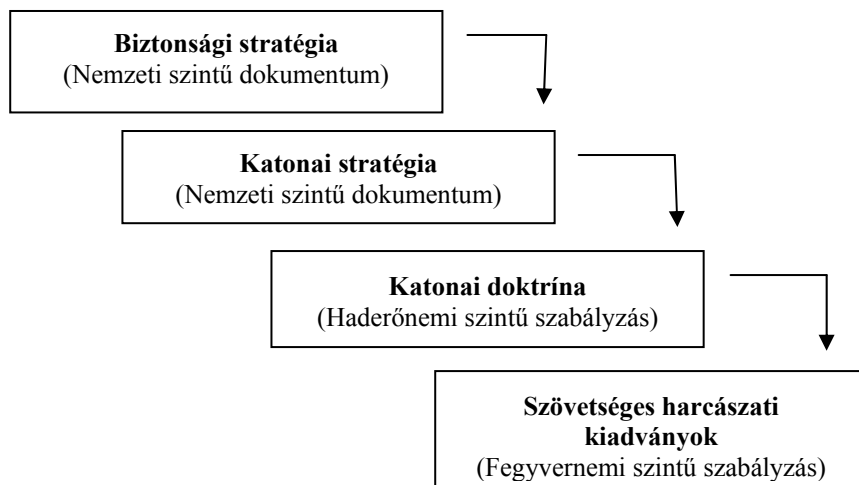 Biztonsági stratégia
(Nemzeti szintű dokumentum)
Katonai stratégia
(Nemzeti szintű dokumentum)
Katonai doktrína
(Haderőnemi szintű szabályzás)
Szövetséges harcászati
kiadványok
(Fegyvernemi szintű szabályzás)